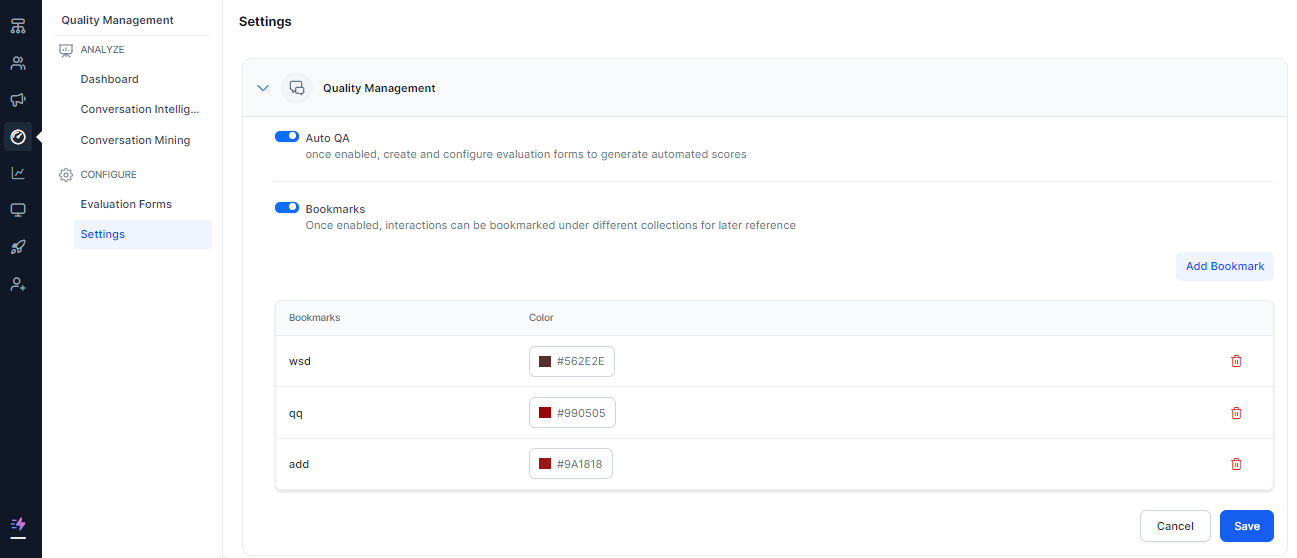 Quality Management
ANALYZE
Dashboard
Conversation Intellig...
Conversation Mining
CONFIGURE
Evaluation Forms
Settings
Settings
Quality Management
Auto QA
once enabled, create and configure evaluation forms to generate automated scores
Bookmarks
Once enabled, interactions can be bookmarked under different collections for later reference
Add Bookmark
Bookmarks Color
wsd #562E2E
qq #990505
add #9A1818
Cancel Save